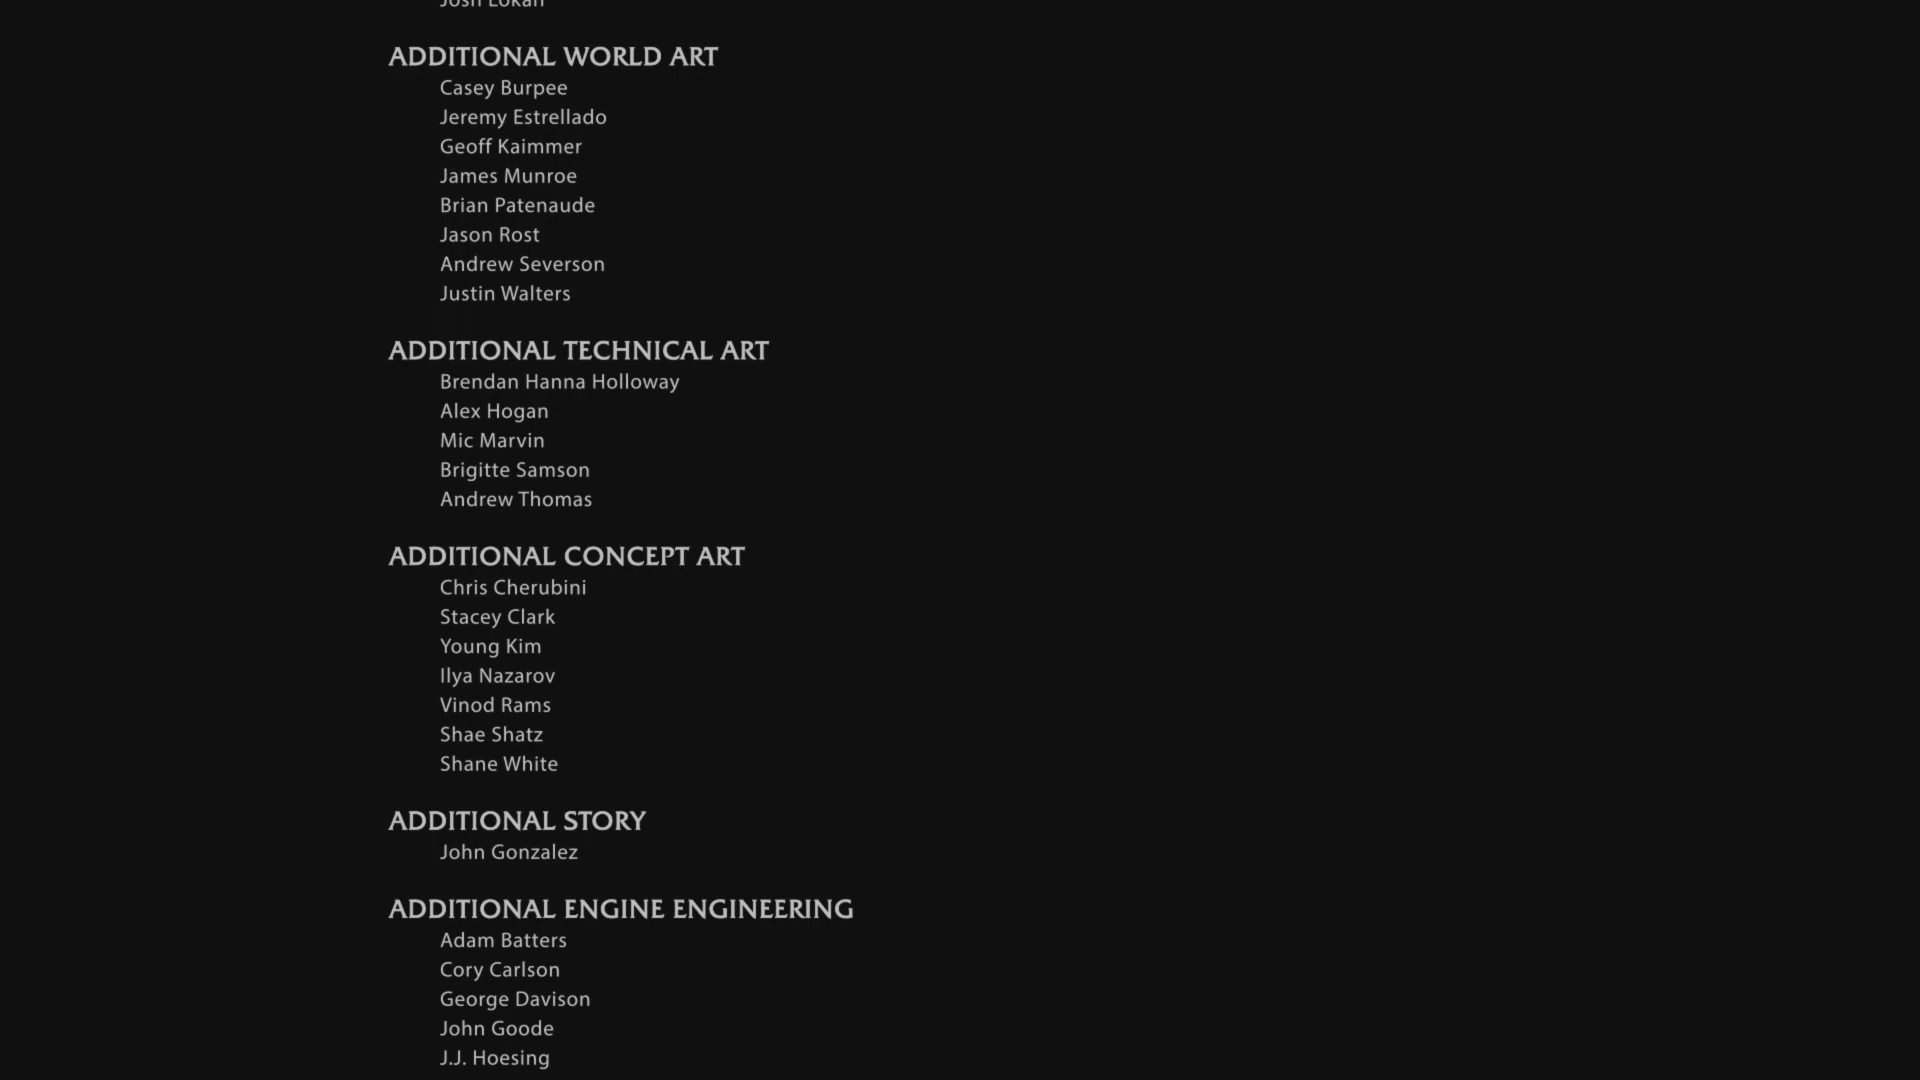 Josh Lokan
ADDITIONAL WORLD ART
Casey Burpee
Jeremy Estrellado
Geoff Kaimmer
James Munroe
Brian Patenaude
Jason Rost
Andrew Severson
Justin Walters
ADDITIONAL TECHNICAL ART
Brendan Hanna Holloway
Alex Hogan
Mic Marvin
Brigitte Samson
Andrew Thomas
ADDITIONAL CONCEPT ART
Chris Cherubini
Stacey Clark
Young Kim
Ilya Nazarov
Vinod Rams
Shae Shatz
Shane White
ADDITIONAL STORY
John Gonzalez
ADDITIONAL ENGINE ENGINEERING
Adam Batters
Cory Carlson
George Davison
John Goode
J.J. Hoesing